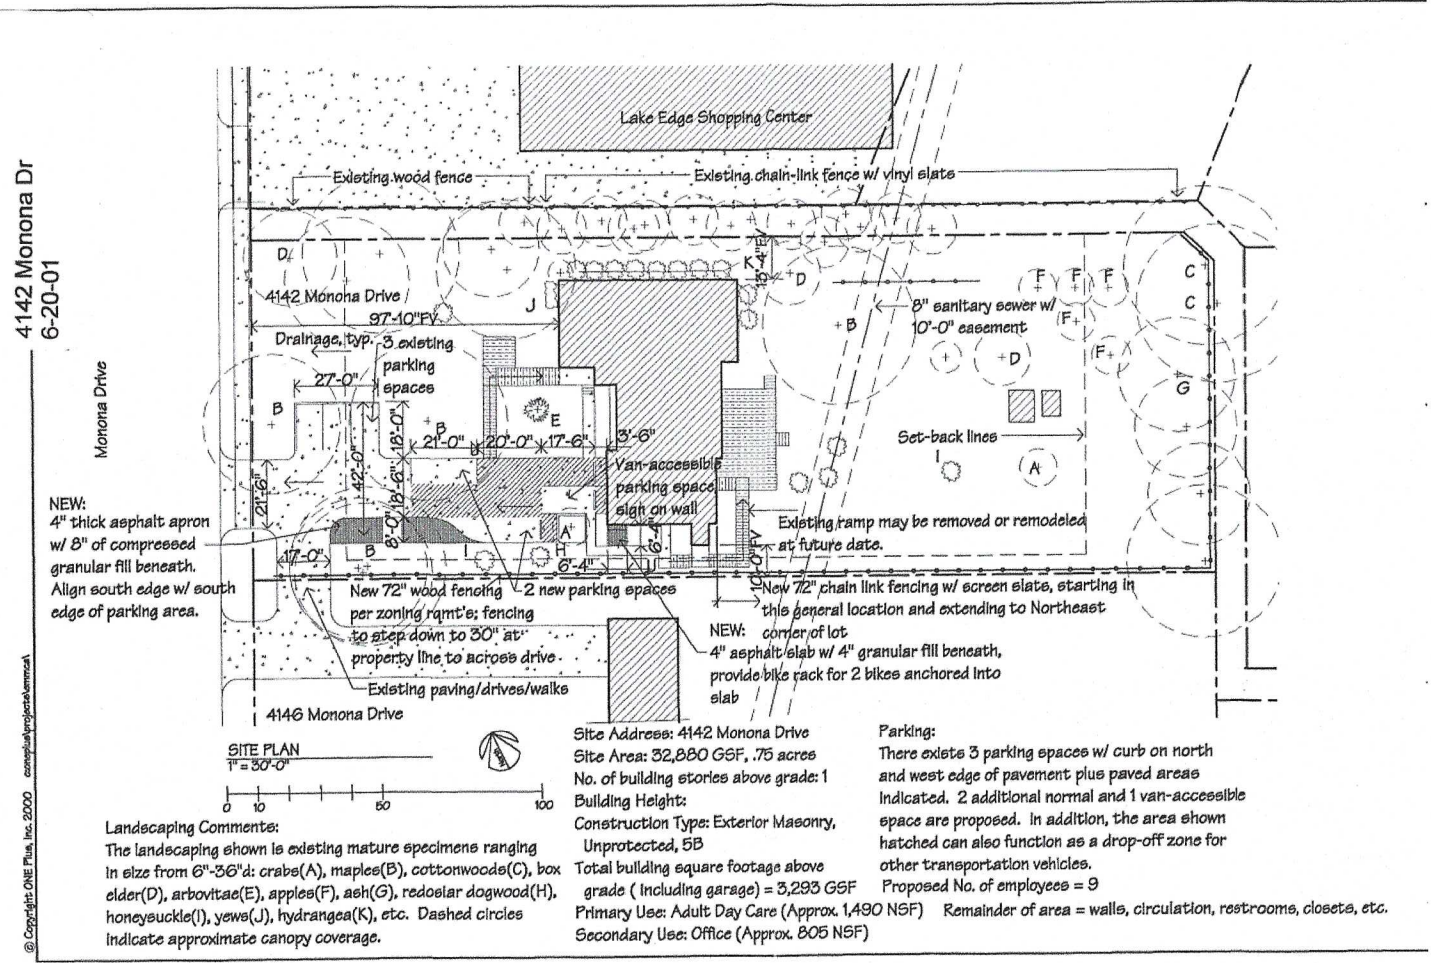 4142 Monona Dr
6-20-01
© Copyright ONE Plus, Inc. 2000
Lake Edge Shopping Center
Existing wood fence
Existing chain-link fence w/ vinyl slats
D
K
13'-4"FV
D
F
F
F
C
C
4142 Monona Drive
J
97'-10"FV
B
8" sanitary sewer w/
10'-0" easement
F
Drainage, typ.
3 existing
parking
spaces
27'-0"
D
F
G
Monona Drive
B
B
E
18'-0"
21'-0"
20'-0"
17'-6"
3'-6"
Set-back lines
I
A
Van-accessible
parking space,
sign on wall
42'-0"
18'-6"
21'-6"
8'-0"
NEW:
4" thick asphalt apron
w/ 8" of compressed
granular fill beneath.
Align south edge w/ south
edge of parking area.
Existing ramp may be removed or remodeled
at future date.
A
H
B
I
6'-4"
6'-4"
17'-0"
10'-0"FV
New 72" wood fencing
per zoning rqmt's; fencing
to step down to 30" at
property line to across drive
2 new parking spaces
New 72" chain link fencing w/ screen slats, starting in
this general location and extending to Northeast
corner of lot
NEW:
4" asphalt slab w/ 4" granular fill beneath,
provide bike rack for 2 bikes anchored into
slab
Existing paving/drives/walks
4146 Monona Drive
SITE PLAN
1" = 30'-0"
0 10 50 100
Landscaping Comments:
The landscaping shown is existing mature specimens ranging
in size from 6"-36"d: crabs(A), maples(B), cottonwoods(C), box
elder(D), arbovitae(E), apples(F), ash(G), redosiar dogwood(H),
honeysuckle(I), yews(J), hydrangea(K), etc. Dashed circles
indicate approximate canopy coverage.
Site Address: 4142 Monona Drive
Site Area: 32,880 GSF, .75 acres
No. of building stories above grade: 1
Building Height:
Construction Type: Exterior Masonry,
Unprotected, 5B
Total building square footage above
grade ( including garage) = 3,293 GSF
Primary Use: Adult Day Care (Approx. 1,490 NSF)
Secondary Use: Office (Approx. 805 NSF)
Remainder of area = walls, circulation, restrooms, closets, etc.
Parking:
There exists 3 parking spaces w/ curb on north
and west edge of pavement plus paved areas
indicated. 2 additional normal and 1 van-accessible
space are proposed. In addition, the area shown
hatched can also function as a drop-off zone for
other transportation vehicles.
Proposed No. of employees = 9